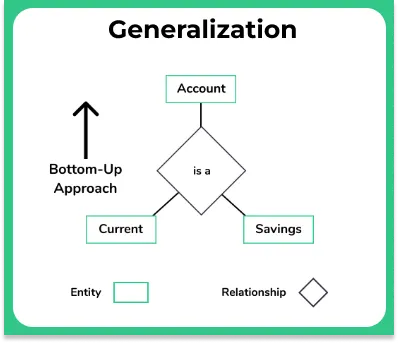 Generalization
Account
is a
Bottom-Up
Approach
Current
Savings
Entity
Relationship